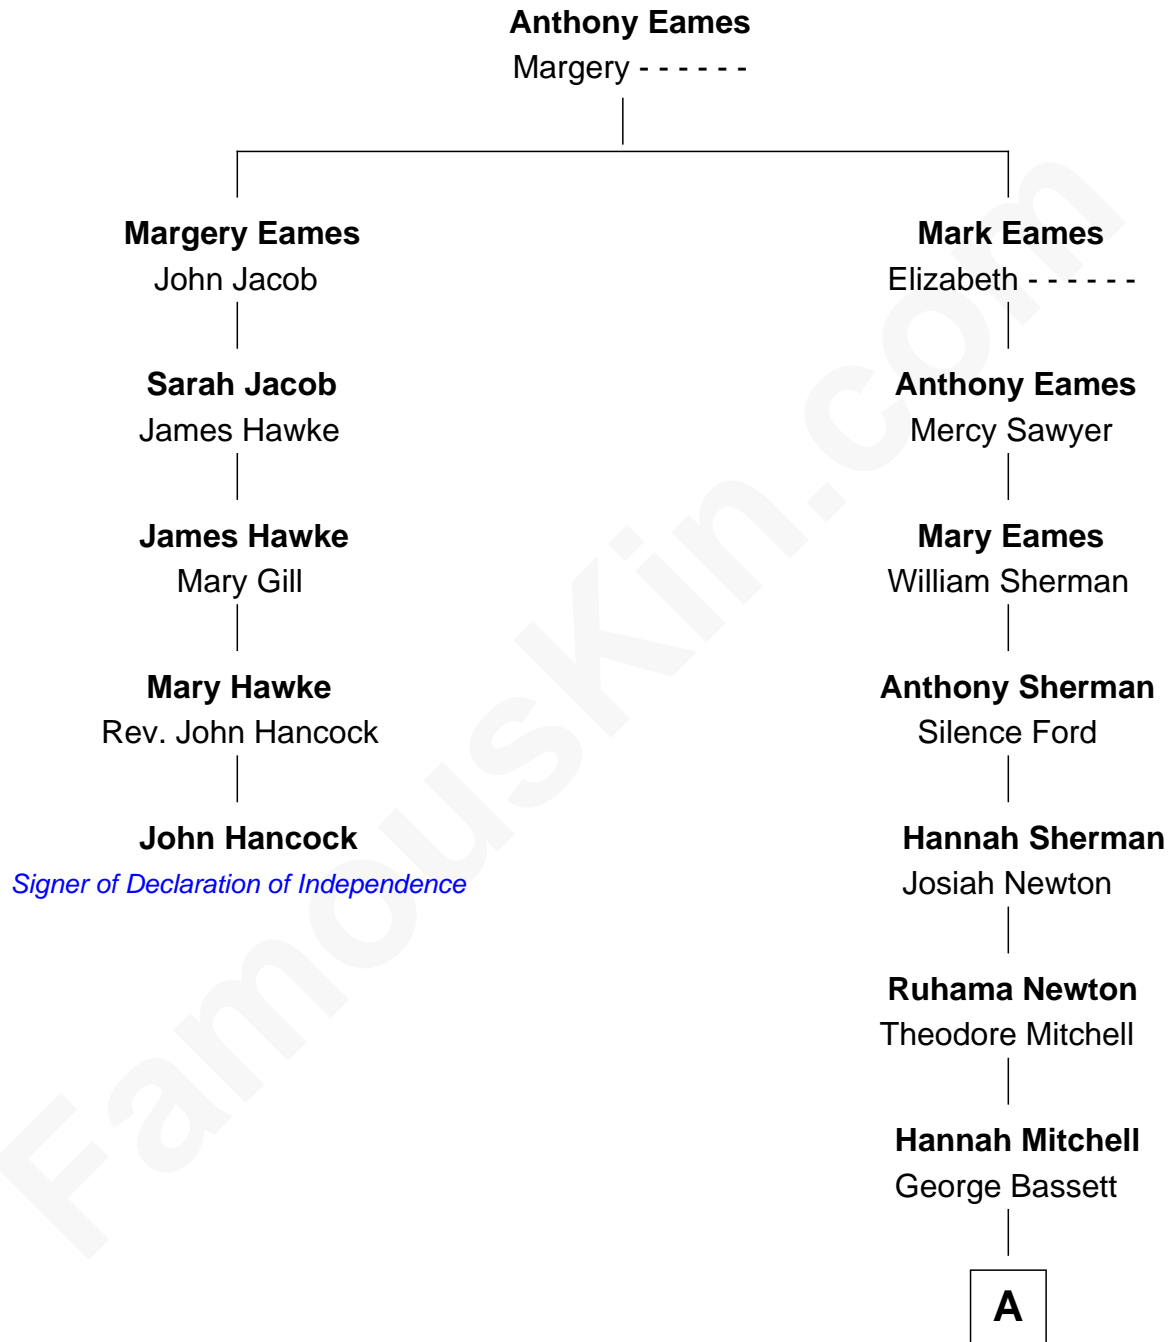 Anthony Eames
Margery - - - - - -
Margery Eames
John Jacob
Sarah Jacob
James Hawke
James Hawke
Mary Gill
Mary Hawke
Rev. John Hancock
John Hancock
Signer of Declaration of Independence
Mark Eames
Elizabeth - - - - - -
Anthony Eames
Mercy Sawyer
Mary Eames
William Sherman
Anthony Sherman
Silence Ford
Hannah Sherman
Josiah Newton
Ruhama Newton
Theodore Mitchell
Hannah Mitchell
George Bassett
A
FamousKin.com